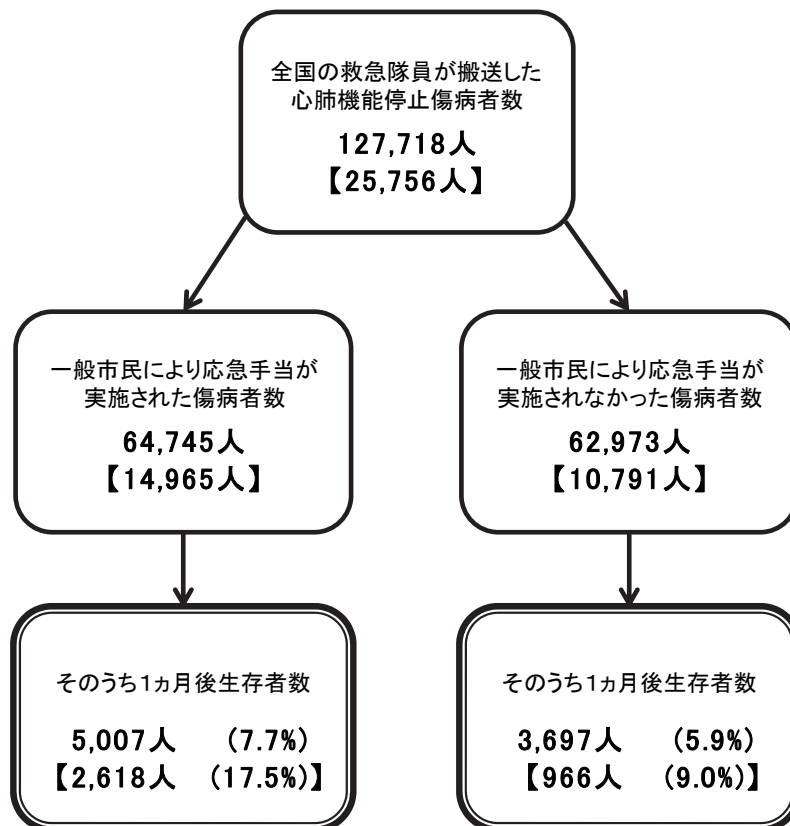 全国の救急隊員が搬送した
心肺機能停止傷病者数
127,718人
【25,756人】
一般市民により応急手当が
実施された傷病者数
64,745人
【14,965人】
一般市民により応急手当が
実施されなかった傷病者数
62,973人
【10,791人】
そのうち1ヵ月後生存者数
5,007人 (7.7%)
【2,618人 (17.5%)】
そのうち1ヵ月後生存者数
3,697人 (5.9%)
【966人 (9.0%)】